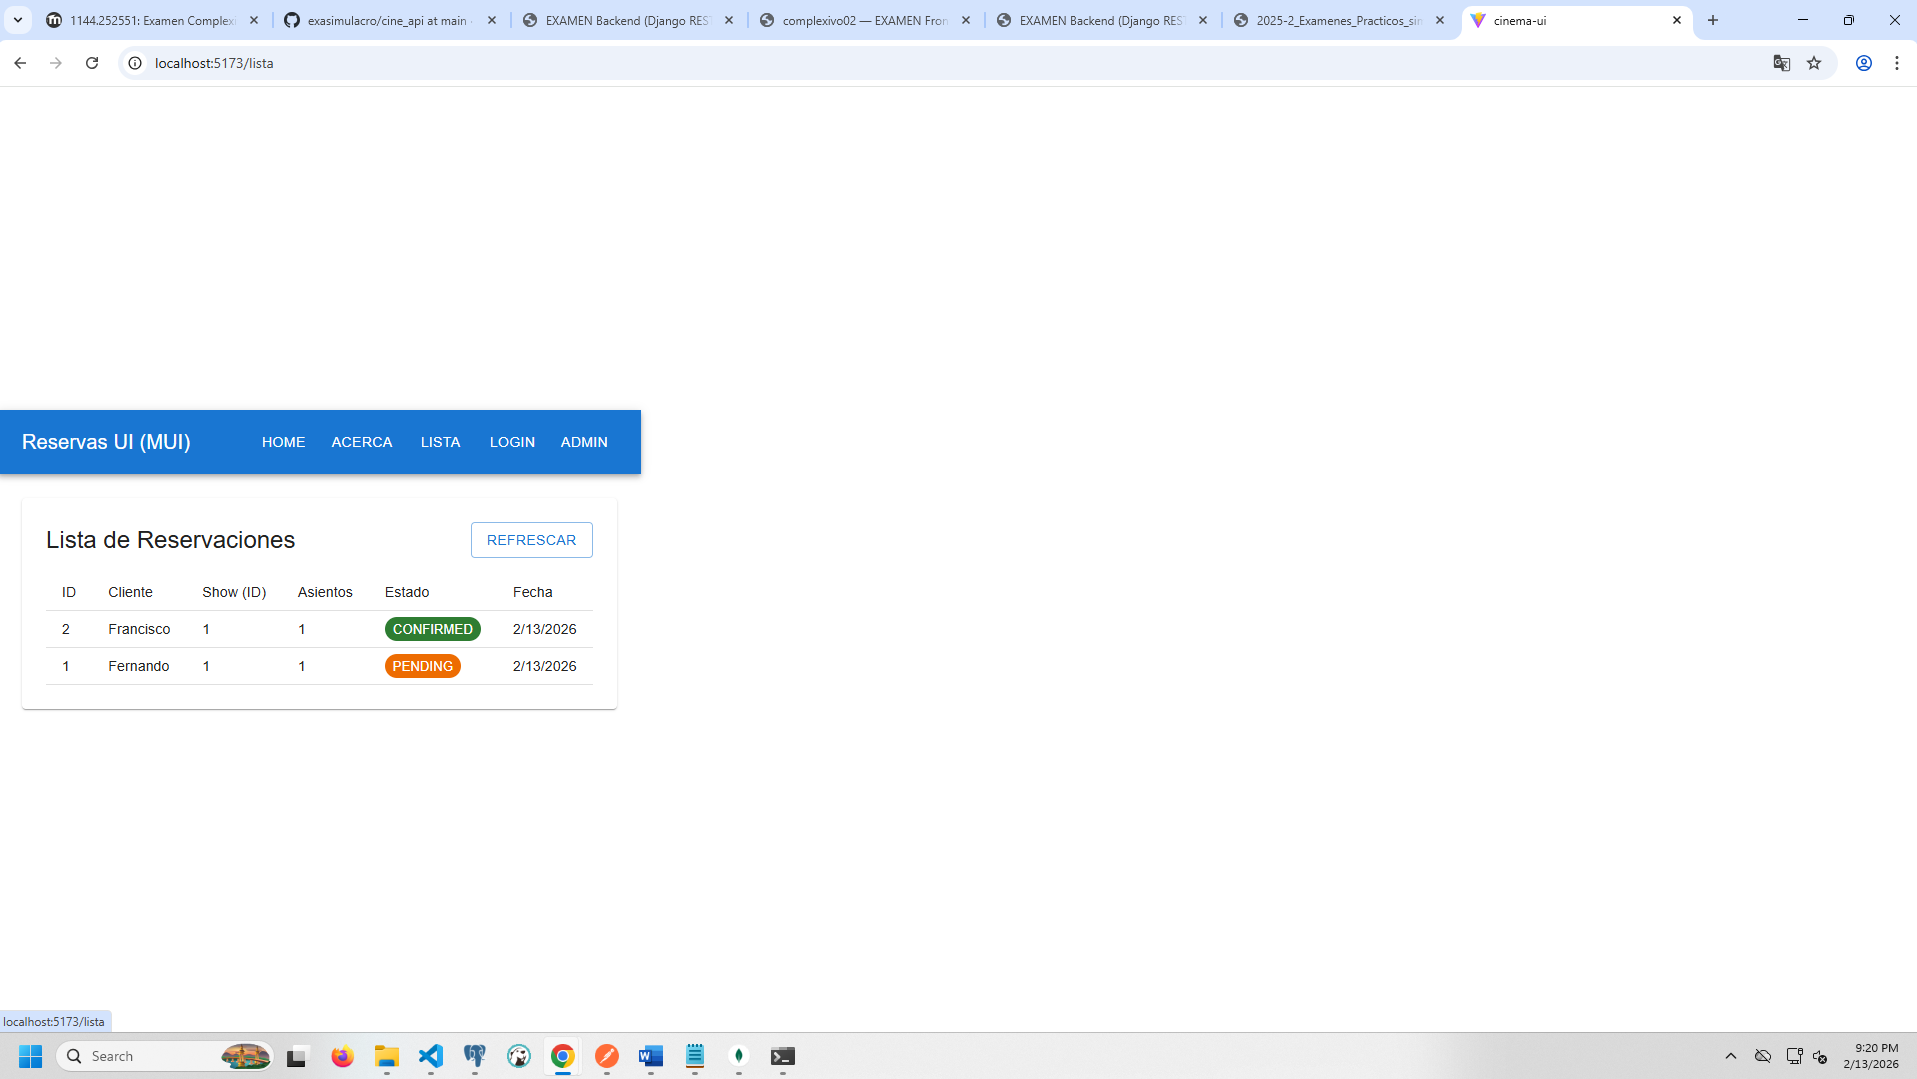 1144.252551: Examen Complexi
exasimulacro/cine_api at main
EXAMEN Backend (Django RES
complexivo02 — EXAMEN Fron
EXAMEN Backend (Django RES
2025-2_Examenes_Practicos_sim
cinema-ui
localhost:5173/lista
Reservas UI (MUI) HOME ACERCA LISTA LOGIN ADMIN
Lista de Reservaciones REFRESCAR
ID Cliente Show (ID) Asientos Estado Fecha
2 Francisco 1 1 CONFIRMED 2/13/2026
1 Fernando 1 1 PENDING 2/13/2026
localhost:5173/lista
Search
9:20 PM
2/13/2026